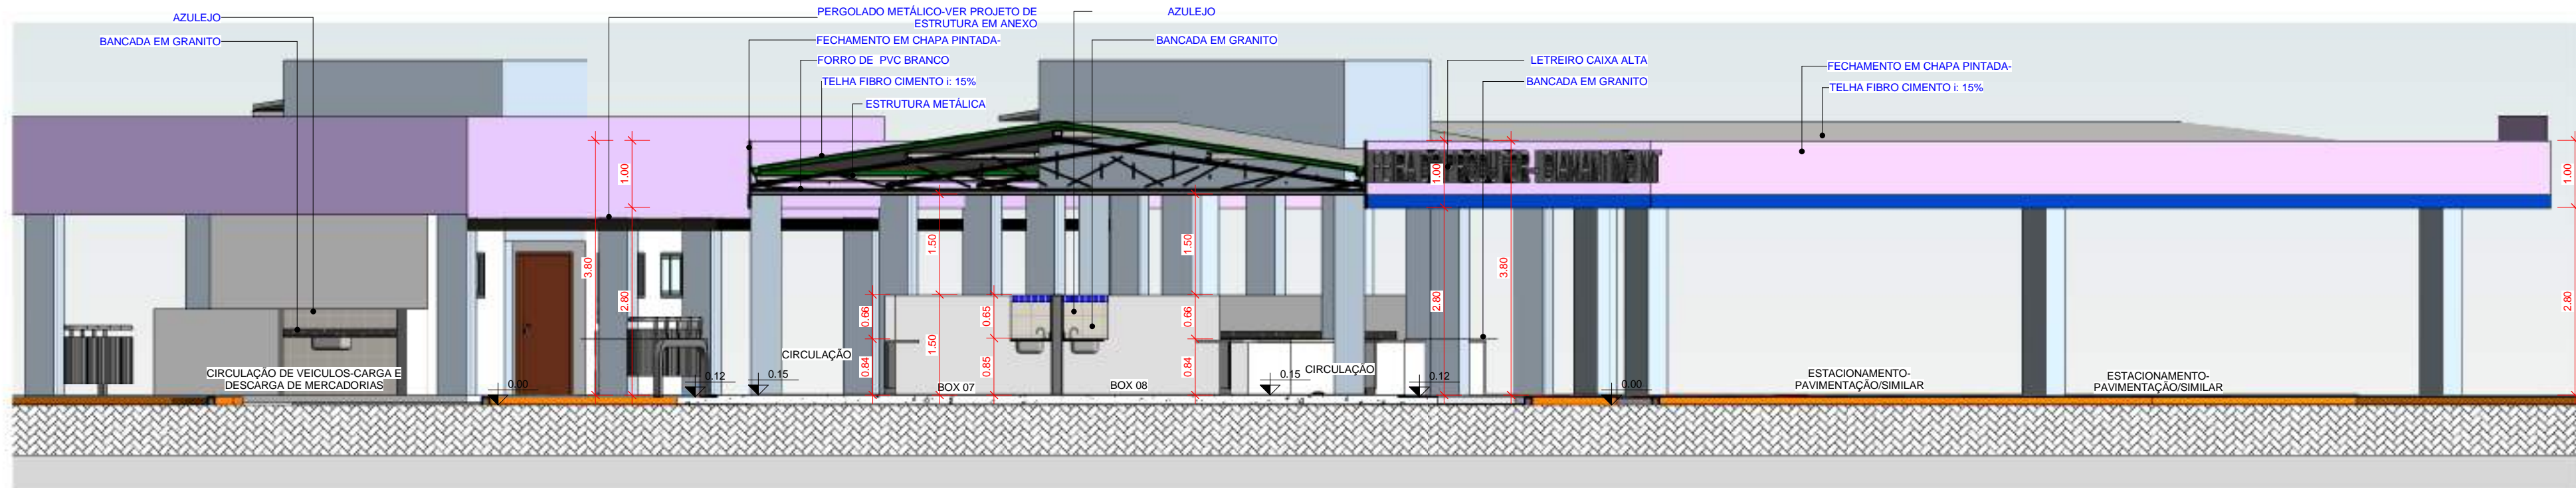 AZULEJO
BANCADA EM GRANITO
PERGOLADO METÁLICO-VER PROJETO DE
ESTRUTURA EM ANEXO
FECHAMENTO EM CHAPA PINTADA-
FORRO DE PVC BRANCO
TELHA FIBRO CIMENTO i: 15%
ESTRUTURA METÁLICA
AZULEJO
BANCADA EM GRANITO
LETREIRO CAIXA ALTA
BANCADA EM GRANITO
FECHAMENTO EM CHAPA PINTADA-
TELHA FIBRO CIMENTO i: 15%
1.00
3.80
2.80
1.50
0.66
0.84
1.50
0.65
0.85
1.50
0.66
0.84
1.00
2.80
3.80
1.00
2.80
CIRCULAÇÃO DE VEICULOS-CARGA E
DESCARGA DE MERCADORIAS
0.00
0.12
0.15
CIRCULAÇÃO
BOX 07
BOX 08
0.15
CIRCULAÇÃO
0.12
0.00
ESTACIONAMENTO-
PAVIMENTAÇÃO/SIMILAR
ESTACIONAMENTO-
PAVIMENTAÇÃO/SIMILAR